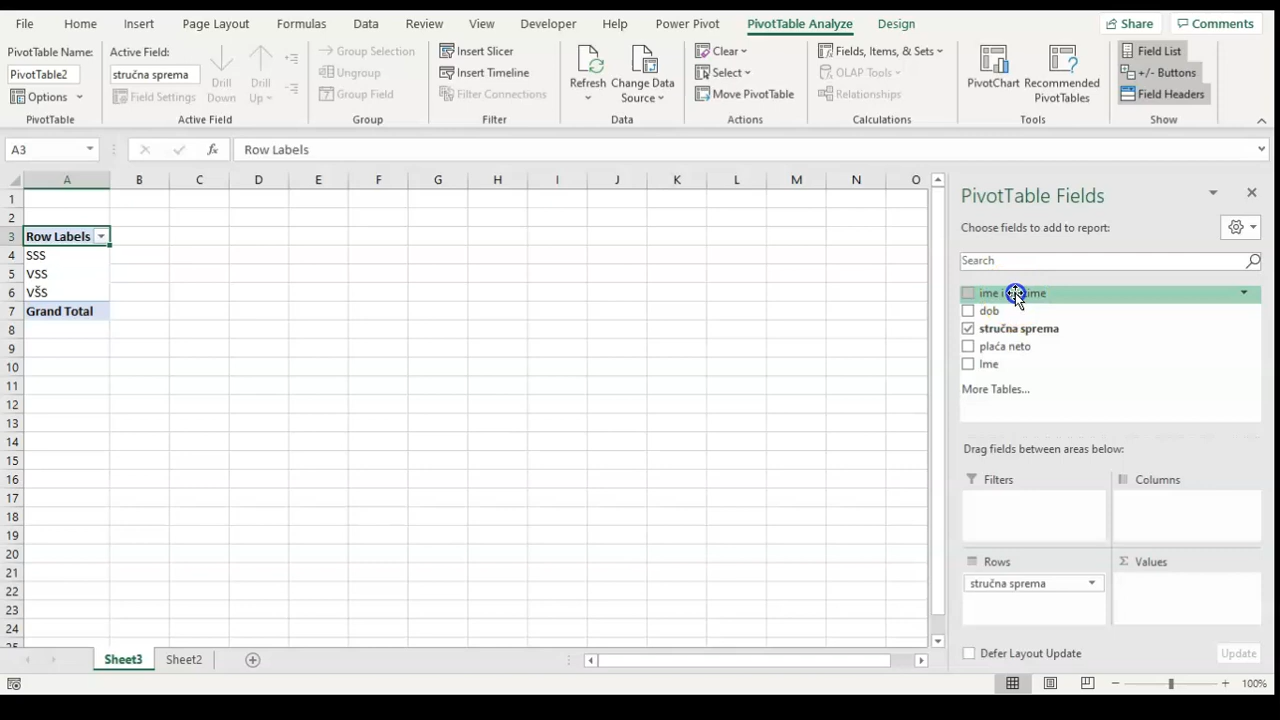 File Home Insert Page Layout Formulas Data Review View Developer Help Power Pivot PivotTable Analyze Design Share Comments
PivotTable Name:
PivotTable2
Options
PivotTable
Active Field:
stručna sprema
Field Settings
Drill Down
Drill Up
Active Field
Group Selection
Ungroup
Group Field
Group
Insert Slicer
Insert Timeline
Filter Connections
Filter
Refresh
Change Data
Source
Data
Clear
Select
Move PivotTable
Actions
Fields, Items, & Sets
OLAP Tools
Relationships
Calculations
PivotChart
Recommended
PivotTables
Tools
Field List
+/- Buttons
Field Headers
Show
A3 fx Row Labels
A B C D E F G H I J K L M N O
1
2
3 Row Labels
4 SSS
5 VSS
6 VŠS
7 Grand Total
8
9
10
11
12
13
14
15
16
17
18
19
20
21
22
23
24
Sheet3 Sheet2
PivotTable Fields
Choose fields to add to report:
Search
ime i
dob
stručna sprema
plaća neto
More Tables...
Drag fields between areas below:
Filters
Columns
Rows
stručna sprema
Σ Values
Defer Layout Update
Update
100%